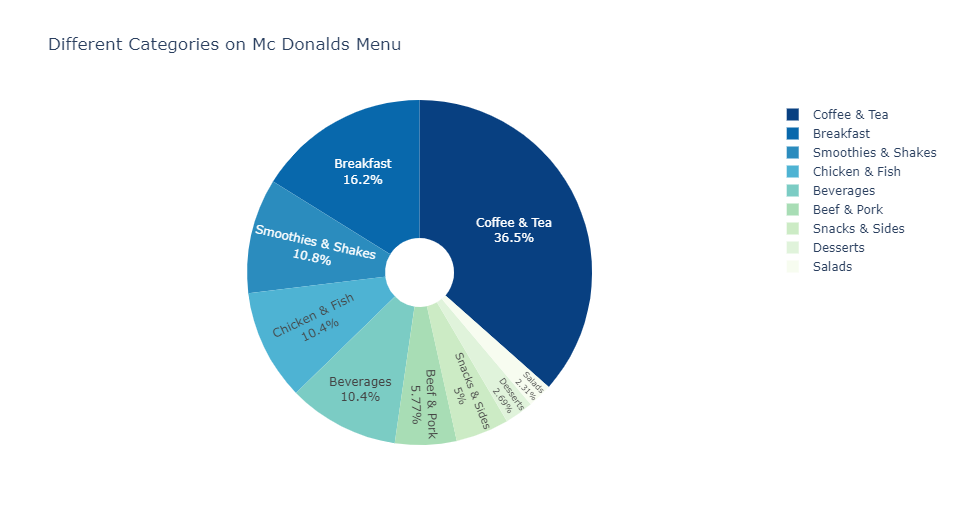 Different Categories on Mc Donalds Menu
Breakfast
16.2%
Coffee & Tea
36.5%
Smoothies & Shakes
10.8%
Chicken & Fish
10.4%
Beverages
10.4%
Beef & Pork
5.77%
Snacks & Sides
5%
Desserts
2.69%
Salads
2.31%
Coffee & Tea
Breakfast
Smoothies & Shakes
Chicken & Fish
Beverages
Beef & Pork
Snacks & Sides
Desserts
Salads